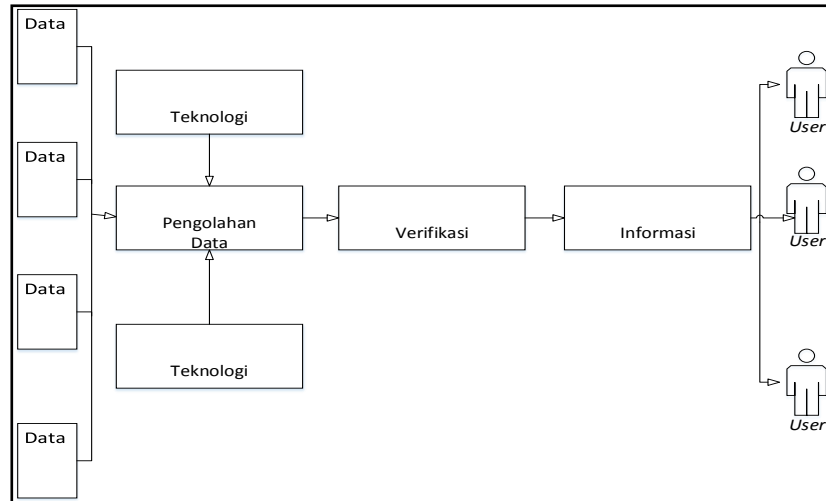 Data
Data
Data
Data
Teknologi
Pengolahan
Data
Teknologi
Verifikasi
Informasi
User
User
User